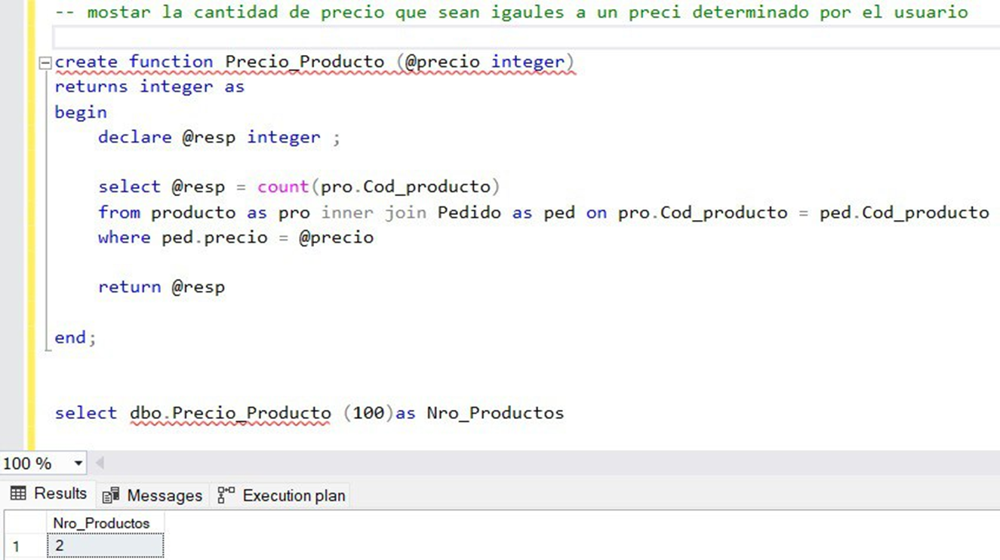 -- mostar la cantidad de precio que sean igaules a un preci determinado por el usuario
create function Precio_Producto (@precio integer)
returns integer as
begin
declare @resp integer ;
select @resp = count(pro.Cod_producto)
from producto as pro inner join Pedido as ped on pro.Cod_producto = ped.Cod_producto
where ped.precio = @precio
return @resp
end;
select dbo.Precio_Producto (100)as Nro_Productos
100 %
Results Messages Execution plan
Nro_Productos
1 2